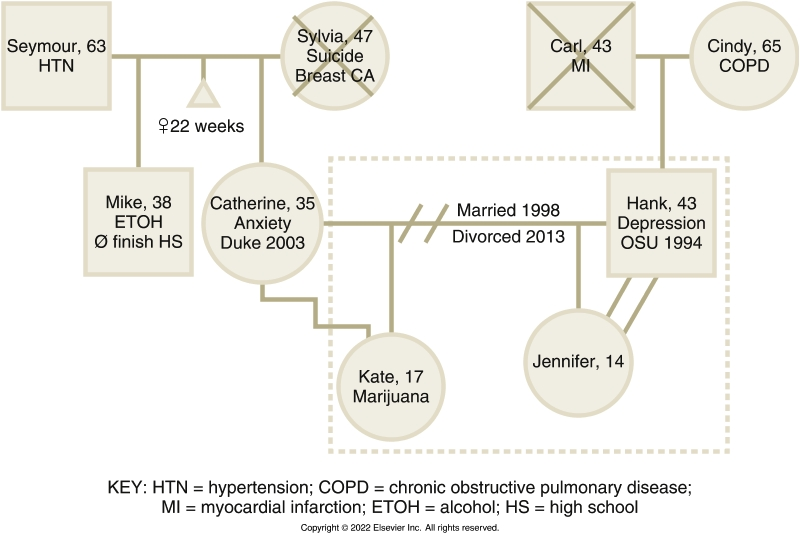 Seymour, 63
HTN
Sylvia, 47
Suicide
Breast CA
Carl, 43
MI
Cindy, 65
COPD
♀22 weeks
Mike, 38
ETOH
Ø finish HS
Catherine, 35
Anxiety
Duke 2003
Married 1998
Divorced 2013
Hank, 43
Depression
OSU 1994
Kate, 17
Marijuana
Jennifer, 14
KEY: HTN = hypertension; COPD = chronic obstructive pulmonary disease;
MI = myocardial infarction; ETOH = alcohol; HS = high school
Copyright © 2022 Elsevier Inc. All rights reserved.